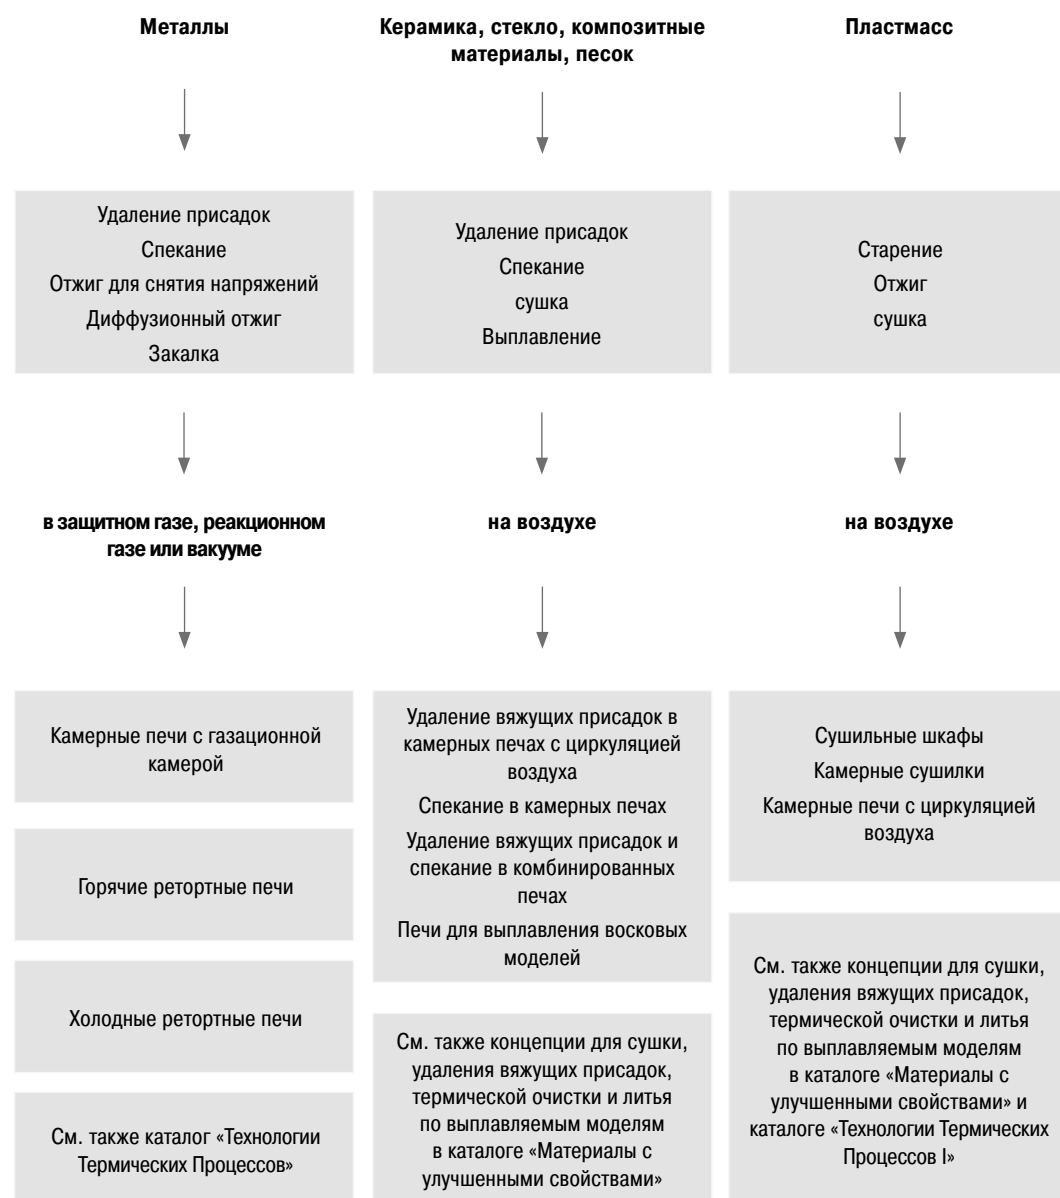 Металлы
Удаление присадок
Спекание
Отжиг для снятия напряжений
Диффузионный отжиг
Закалка
в защитном газе, реакционном
газе или вакууме
Камерные печи с газационной
камерой
Горячие ретортные печи
Холодные ретортные печи
См. также каталог «Технологии
Термических Процессов»
Керамика, стекло, композитные
материалы, песок
Удаление присадок
Спекание
сушка
Выплавление
на воздухе
Удаление вяжущих присадок в
камерных печах с циркуляцией
воздуха
Спекание в камерных печах
Удаление вяжущих присадок и
спекание в комбинированных
печах
Печи для выплавления восковых
моделей
См. также концепции для сушки,
удаления вяжущих присадок,
термической очистки и литья
по выплавляемым моделям
в каталоге «Материалы с
улучшенными свойствами»
Пластмасс
Старение
Отжиг
сушка
на воздухе
Сушильные шкафы
Камерные сушилки
Камерные печи с циркуляцией
воздуха
См. также концепции для сушки,
удаления вяжущих присадок,
термической очистки и литья
по выплавляемым моделям
в каталоге «Материалы с
улучшенными свойствами» и
каталоге «Технологии Термических
Процессов I»